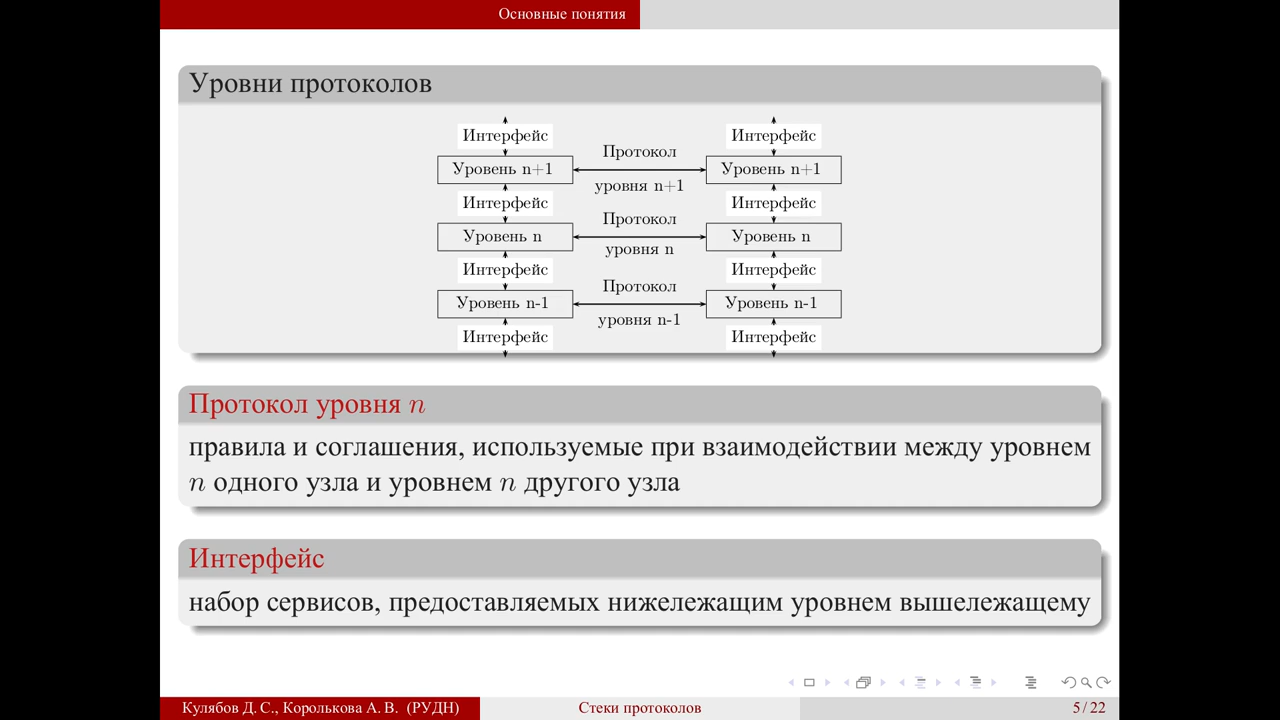 Основные понятия
Уровни протоколов
Интерфейс Интерфейс
Протокол
Уровень n+1 Уровень n+1
уровня n+1
Интерфейс Интерфейс
Протокол
Уровень n Уровень n
уровня n
Интерфейс Интерфейс
Протокол
Уровень n-1 Уровень n-1
уровня n-1
Интерфейс Интерфейс
Протокол уровня n
правила и соглашения, используемые при взаимодействии между уровнем
n одного узла и уровнем n другого узла
Интерфейс
набор сервисов, предоставляемых нижележащим уровнем вышележащему
Кулябов Д. С., Королькова А. В. (РУДН) Стеки протоколов 5 / 22